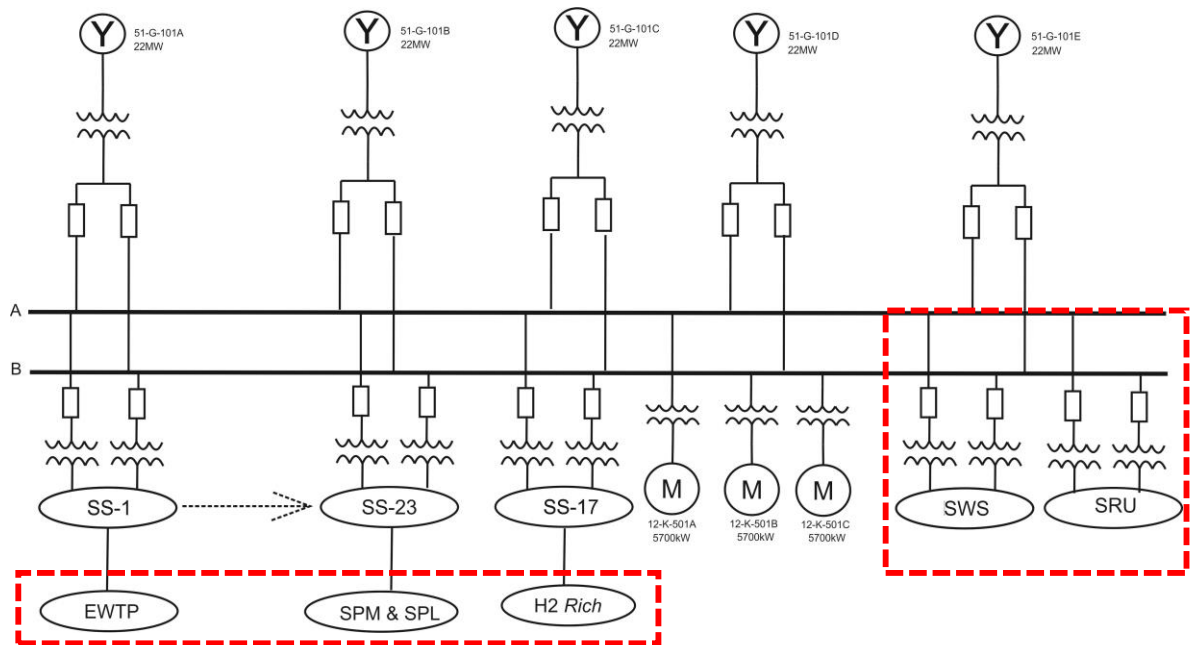 Y
51-G-101A
22MW
Y
51-G-101B
22MW
Y
51-G-101C
22MW
Y
51-G-101D
22MW
Y
51-G-101E
22MW
A
B
SS-1
SS-23
SS-17
M
12-K-501A
5700kW
M
12-K-501B
5700kW
M
12-K-501C
5700kW
SWS
SRU
EWTP
SPM & SPL
H2 Rich